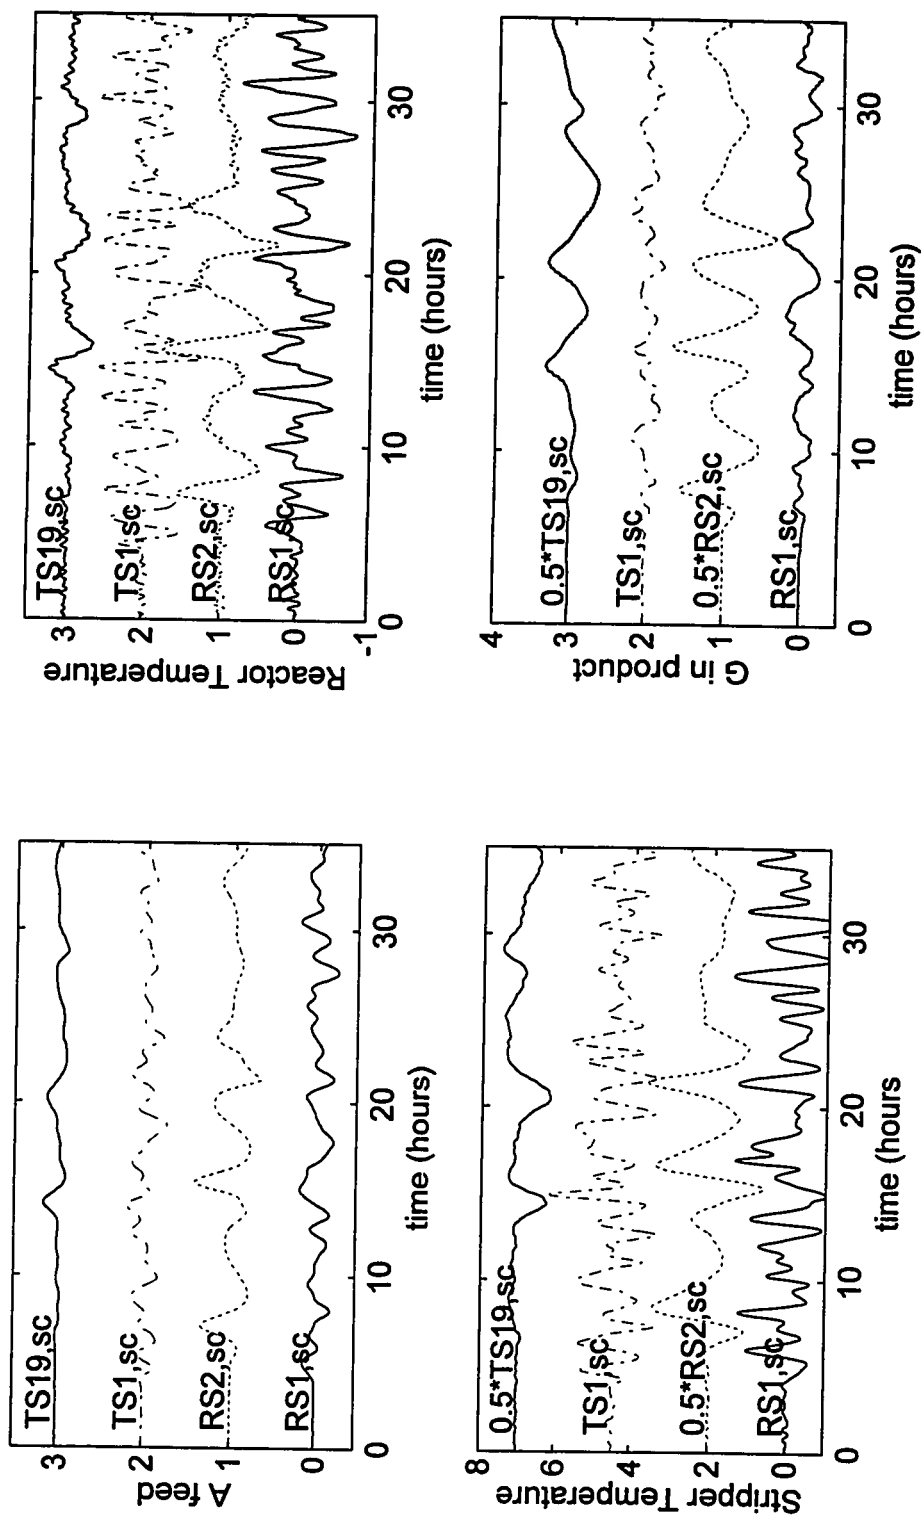 A feed
3
2
1
0
TS19,sc
TS1,sc
RS2,sc
RS1,sc
0
10
20
30
time (hours)
Reactor Temperature
3
2
1
0
-1
TS19,sc
TS1,sc
RS2,sc
RS1,sc
0
10
20
30
time (hours)
Stripper Temperature
8
6
4
2
0
0.5*TS19,sc
TS1,sc
0.5*RS2,sc
RS1,sc
0
10
20
30
time (hours
G in product
4
3
2
1
0
0.5*TS19,sc
TS1,sc
0.5*RS2,sc
RS1,sc
0
10
20
30
time (hours)